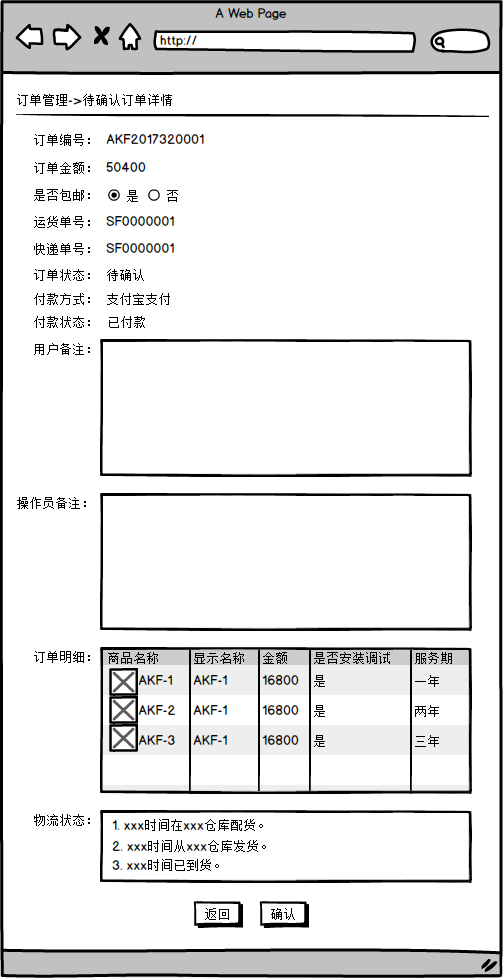 A Web Page
http://
订单管理->待确认订单详情
订单编号： AKF2017320001
订单金额： 50400
是否包邮： 是 否
运货单号： SF0000001
快递单号： SF0000001
订单状态： 待确认
付款方式： 支付宝支付
付款状态： 已付款
用户备注：
操作员备注：
订单明细： 商品名称 显示名称 金额 是否安装调试 服务期
AKF-1 AKF-1 16800 是 一年
AKF-2 AKF-1 16800 是 两年
AKF-3 AKF-1 16800 是 三年
物流状态： 1. xxx时间在xxx仓库配货。
2. xxx时间从xxx仓库发货。
3. xxx时间已到货。
返回 确认